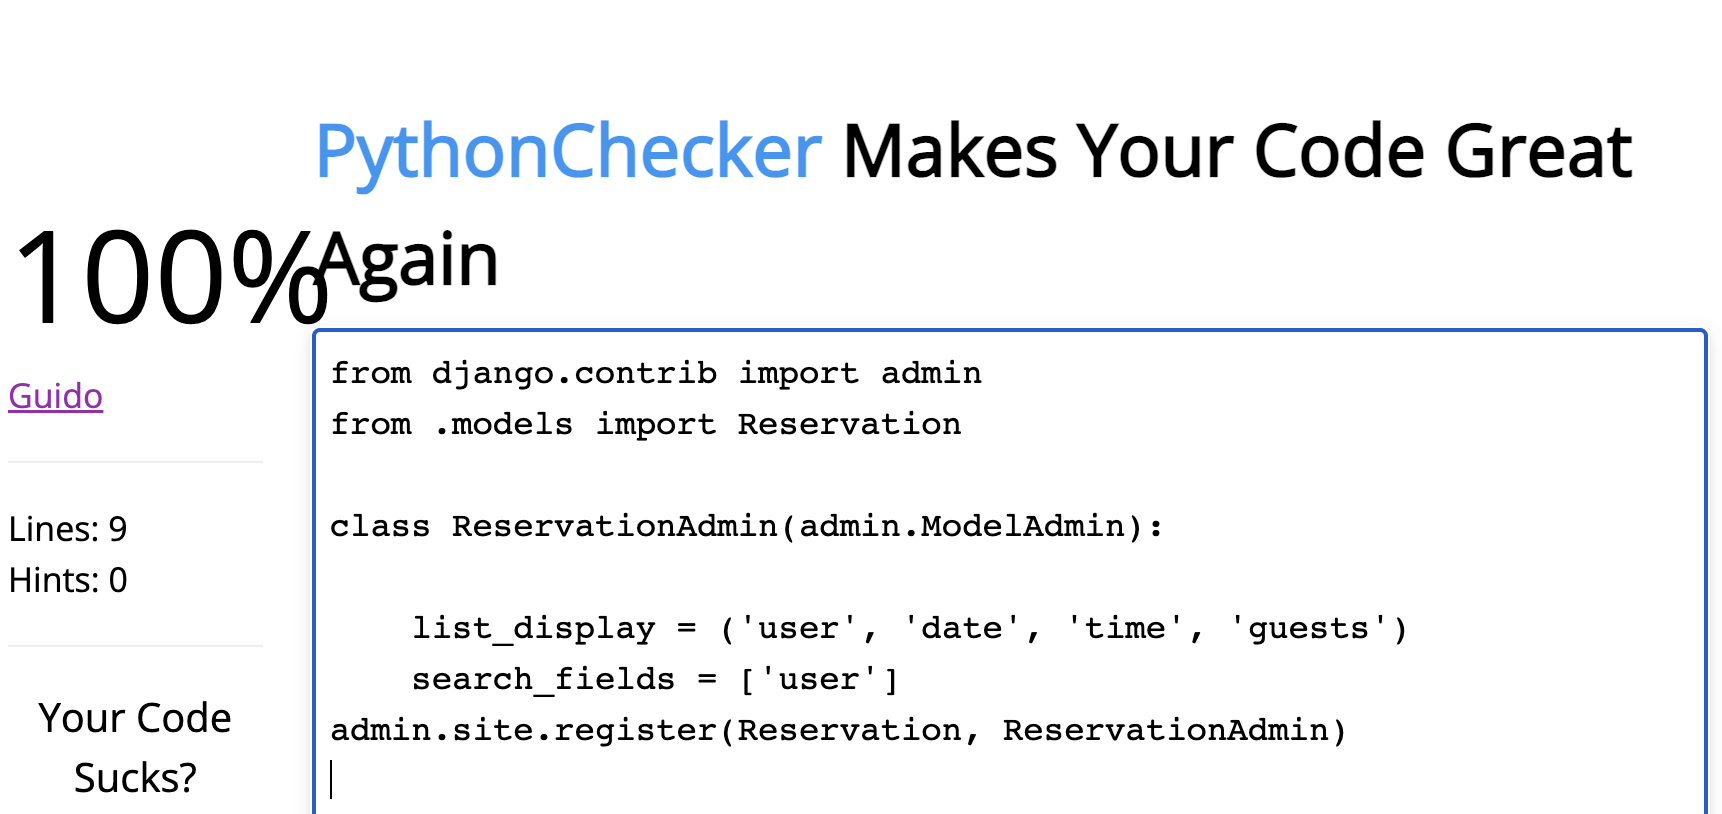 PythonChecker Makes Your Code Great
Again
100%
Guido
Lines: 9
Hints: 0
Your Code
Sucks?
from django.contrib import admin
from .models import Reservation

class ReservationAdmin(admin.ModelAdmin):

    list_display = ('user', 'date', 'time', 'guests')
    search_fields = ['user']
admin.site.register(Reservation, ReservationAdmin)